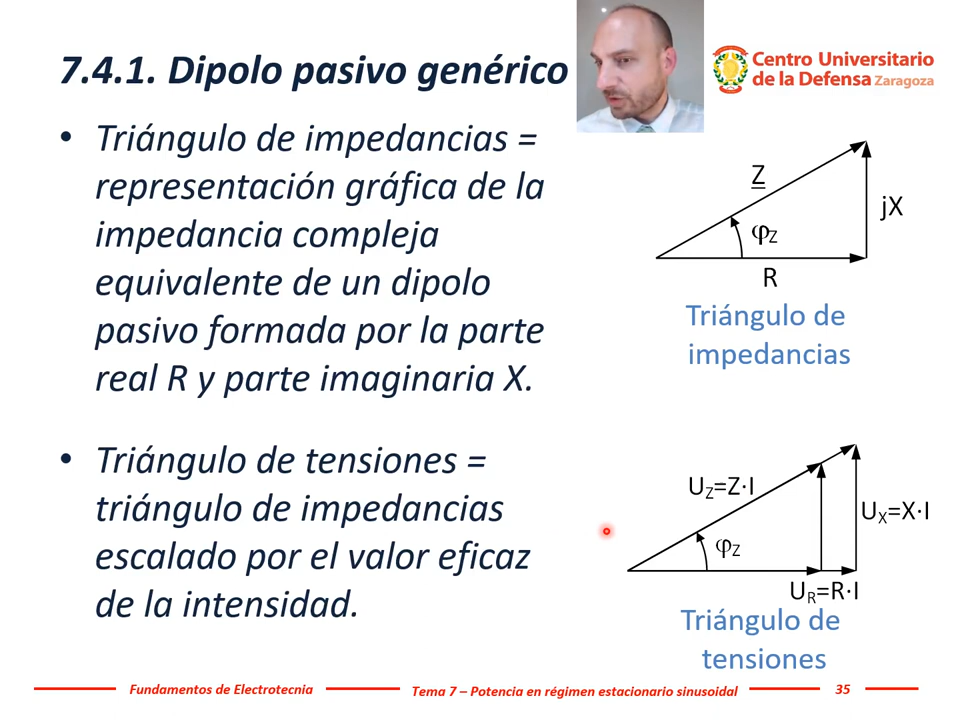 7.4.1. Dipolo pasivo genérico
Centro Universitario
de la Defensa Zaragoza
• Triángulo de impedancias =
representación gráfica de la
impedancia compleja
equivalente de un dipolo
pasivo formada por la parte
real R y parte imaginaria X.
Z
jX
φZ
R
Triángulo de
impedancias
• Triángulo de tensiones =
triángulo de impedancias
escalado por el valor eficaz
de la intensidad.
UZ=Z·I
UX=X·I
φZ
UR=R·I
Triángulo de
tensiones
Fundamentos de Electrotecnia
Tema 7 – Potencia en régimen estacionario sinusoidal
35